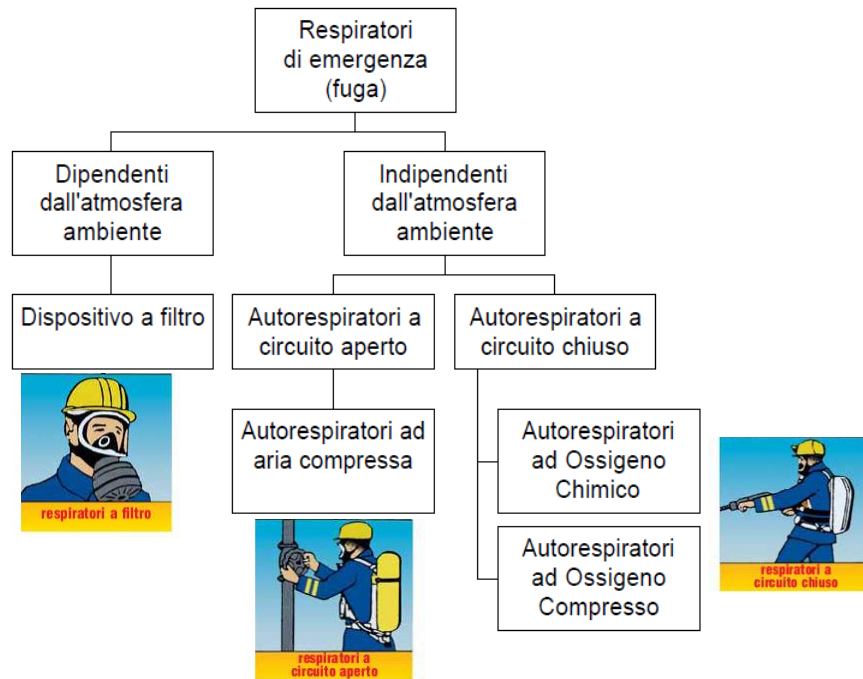 Respiratori
di emergenza
(fuga)
Dipendenti
dall'atmosfera
ambiente
Indipendenti
dall'atmosfera
ambiente
Dispositivo a filtro
Autorespiratori a
circuito aperto
Autorespiratori a
circuito chiuso
respiratori a filtro
Autorespiratori ad
aria compressa
respiratori a
circuito aperto
Autorespiratori
ad Ossigeno
Chimico
Autorespiratori
ad Ossigeno
Compresso
respiratori a
circuito chiuso